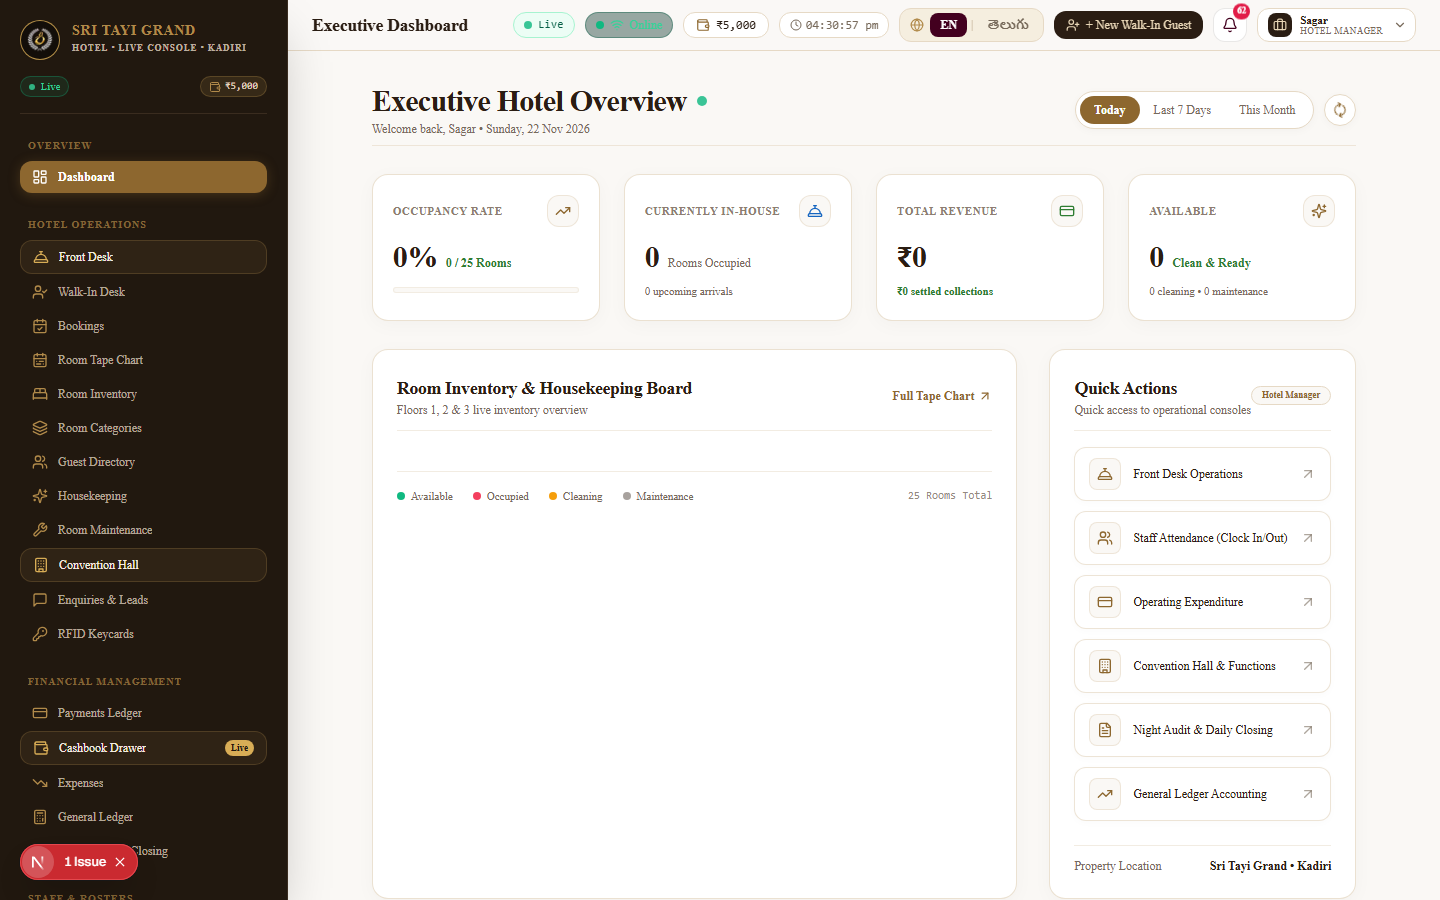 SRI TAYI GRAND
HOTEL • LIVE CONSOLE • KADIRI
Live
₹5,000
OVERVIEW
Dashboard
HOTEL OPERATIONS
Front Desk
Walk-In Desk
Bookings
Room Tape Chart
Room Inventory
Room Categories
Guest Directory
Housekeeping
Room Maintenance
Convention Hall
Enquiries & Leads
RFID Keycards
FINANCIAL MANAGEMENT
Payments Ledger
Cashbook Drawer Live
Expenses
General Ledger
Closing
1 Issue
STAFF & ROSTERS
Executive Dashboard
Live
Online
₹5,000
04:30:57 pm
EN
తెలుగు
+ New Walk-In Guest
62
Sagar
HOTEL MANAGER
Executive Hotel Overview
Welcome back, Sagar • Sunday, 22 Nov 2026
Today Last 7 Days This Month
OCCUPANCY RATE
0% 0 / 25 Rooms
CURRENTLY IN-HOUSE
0 Rooms Occupied
0 upcoming arrivals
TOTAL REVENUE
₹0
₹0 settled collections
AVAILABLE
0 Clean & Ready
0 cleaning • 0 maintenance
Room Inventory & Housekeeping Board
Floors 1, 2 & 3 live inventory overview
Full Tape Chart
Available Occupied Cleaning Maintenance 25 Rooms Total
Quick Actions
Quick access to operational consoles
Hotel Manager
Front Desk Operations
Staff Attendance (Clock In/Out)
Operating Expenditure
Convention Hall & Functions
Night Audit & Daily Closing
General Ledger Accounting
Property Location Sri Tayi Grand • Kadiri